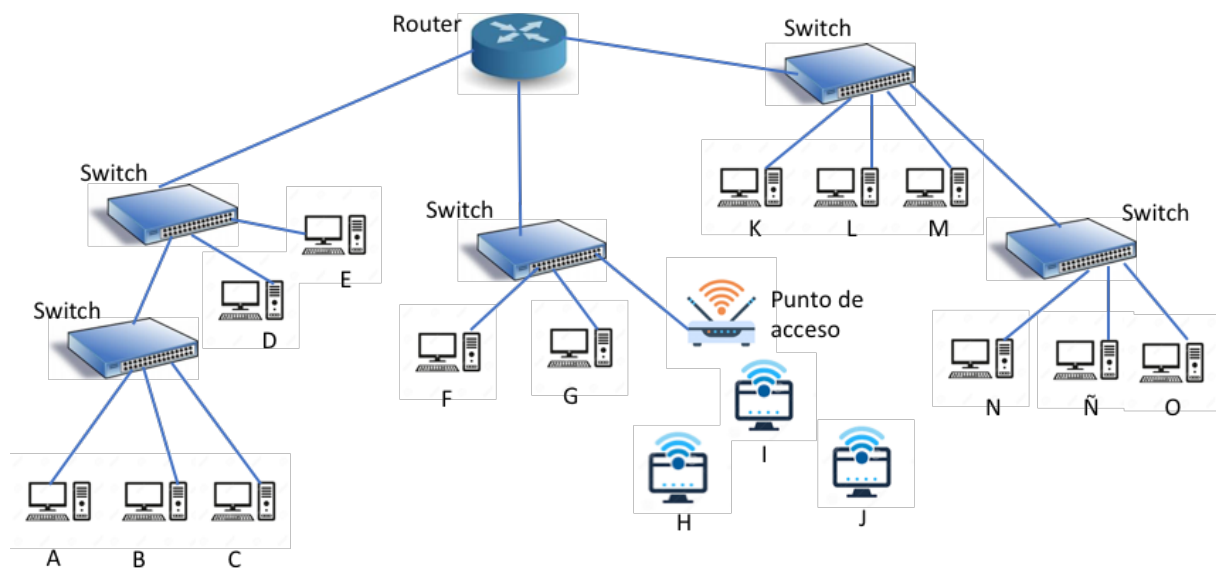 Router
Switch
Switch
Switch
Switch
Switch
Punto de
acceso
K
L
M
E
D
F
G
N
Ñ
O
I
H
J
A
B
C